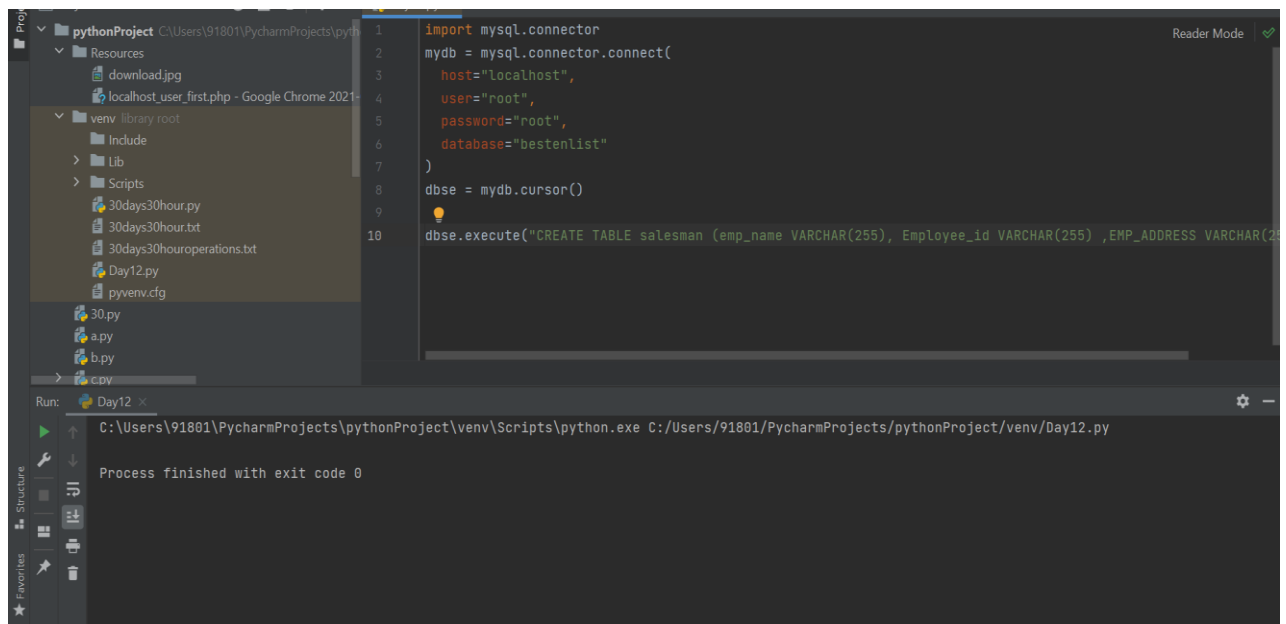 Proj
pythonProject C:\Users\91801\PycharmProjects\pyth
Resources
download.jpg
localhost_user_first.php - Google Chrome 2021-
venv library root
Include
Lib
Scripts
30days30hour.py
30days30hour.txt
30days30houroperations.txt
Day12.py
pyvenv.cfg
30.py
a.py
b.py
c.py
Reader Mode
1 import mysql.connector
2 mydb = mysql.connector.connect(
3 host="localhost",
4 user="root",
5 password="root",
6 database="bestenlist"
7 )
8 dbse = mydb.cursor()
9
10 dbse.execute("CREATE TABLE salesman (emp_name VARCHAR(255), Employee_id VARCHAR(255) ,EMP_ADDRESS VARCHAR(25
Run: Day12
C:\Users\91801\PycharmProjects\pythonProject\venv\Scripts\python.exe C:/Users/91801/PycharmProjects/pythonProject/venv/Day12.py
Process finished with exit code 0
Structure
Favorites